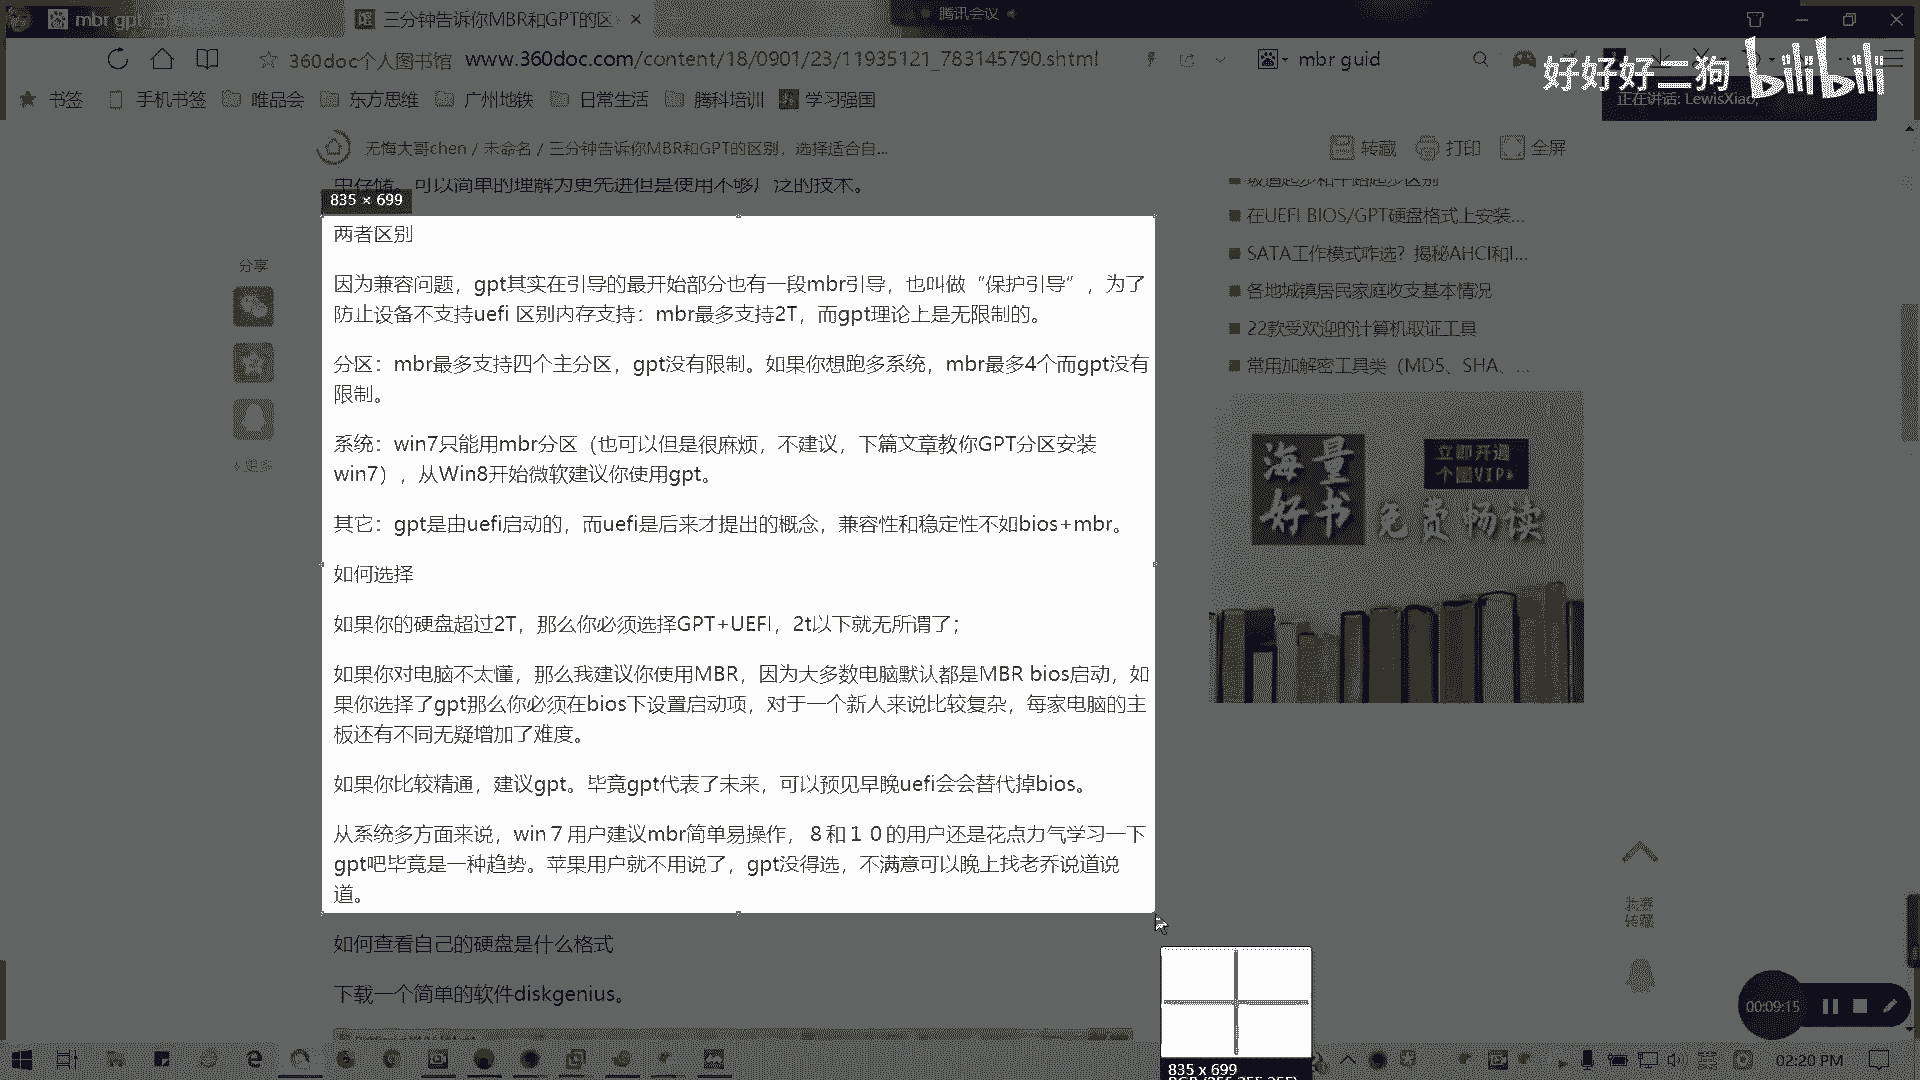 mbr gpt
三分钟告诉你MBR和GPT的区
腾讯会议
360doc个人图书馆 www.360doc.com/content/18/0901/23/11935121_783145790.shtml
mbr guid
好好好二狗 bilibili
正在讲话: LewisXiao;
书签 手机书签 唯品会 东方思维 广州地铁 日常生活 腾科培训 学习强国
无悔大哥chen / 未命名 / 三分钟告诉你MBR和GPT的区别，选择适合自...
转藏 打印 全屏
中存储。可以简单的理解为更先进但是使用不够广泛的技术。
835 × 699
两者区别
因为兼容问题，gpt其实在引导的最开始部分也有一段mbr引导，也叫做“保护引导”，为了
防止设备不支持uefi 区别内存支持：mbr最多支持2T，而gpt理论上是无限制的。
分区：mbr最多支持四个主分区，gpt没有限制。如果你想跑多系统，mbr最多4个而gpt没有
限制。
系统：win7只能用mbr分区（也可以但是很麻烦，不建议，下篇文章教你GPT分区安装
win7），从Win8开始微软建议你使用gpt。
其它：gpt是由uefi启动的，而uefi是后来才提出的概念，兼容性和稳定性不如bios+mbr。
如何选择
如果你的硬盘超过2T，那么你必须选择GPT+UEFI，2t以下就无所谓了；
如果你对电脑不太懂，那么我建议你使用MBR，因为大多数电脑默认都是MBR bios启动，如
果你选择了gpt那么你必须在bios下设置启动项，对于一个新人来说比较复杂，每家电脑的主
板还有不同无疑增加了难度。
如果你比较精通，建议gpt。毕竟gpt代表了未来，可以预见早晚uefi会会替代掉bios。
从系统多方面来说，win７用户建议mbr简单易操作，８和１０的用户还是花点力气学习一下
gpt吧毕竟是一种趋势。苹果用户就不用说了，gpt没得选，不满意可以晚上找老乔说道说
道。
如何查看自己的硬盘是什么格式
下载一个简单的软件diskgenius。
分享
更多
坡道起步和半路起步区别
在UEFI BIOS/GPT硬盘格式上安装...
SATA工作模式咋选？揭秘AHCI和I...
各地城镇居民家庭收支基本情况
22款受欢迎的计算机取证工具
常用加解密工具类（MD5、SHA、...
海量
好书
立即开通
个图VIP
免费畅读
我要
转藏
00:09:15
835 x 699
02:20 PM